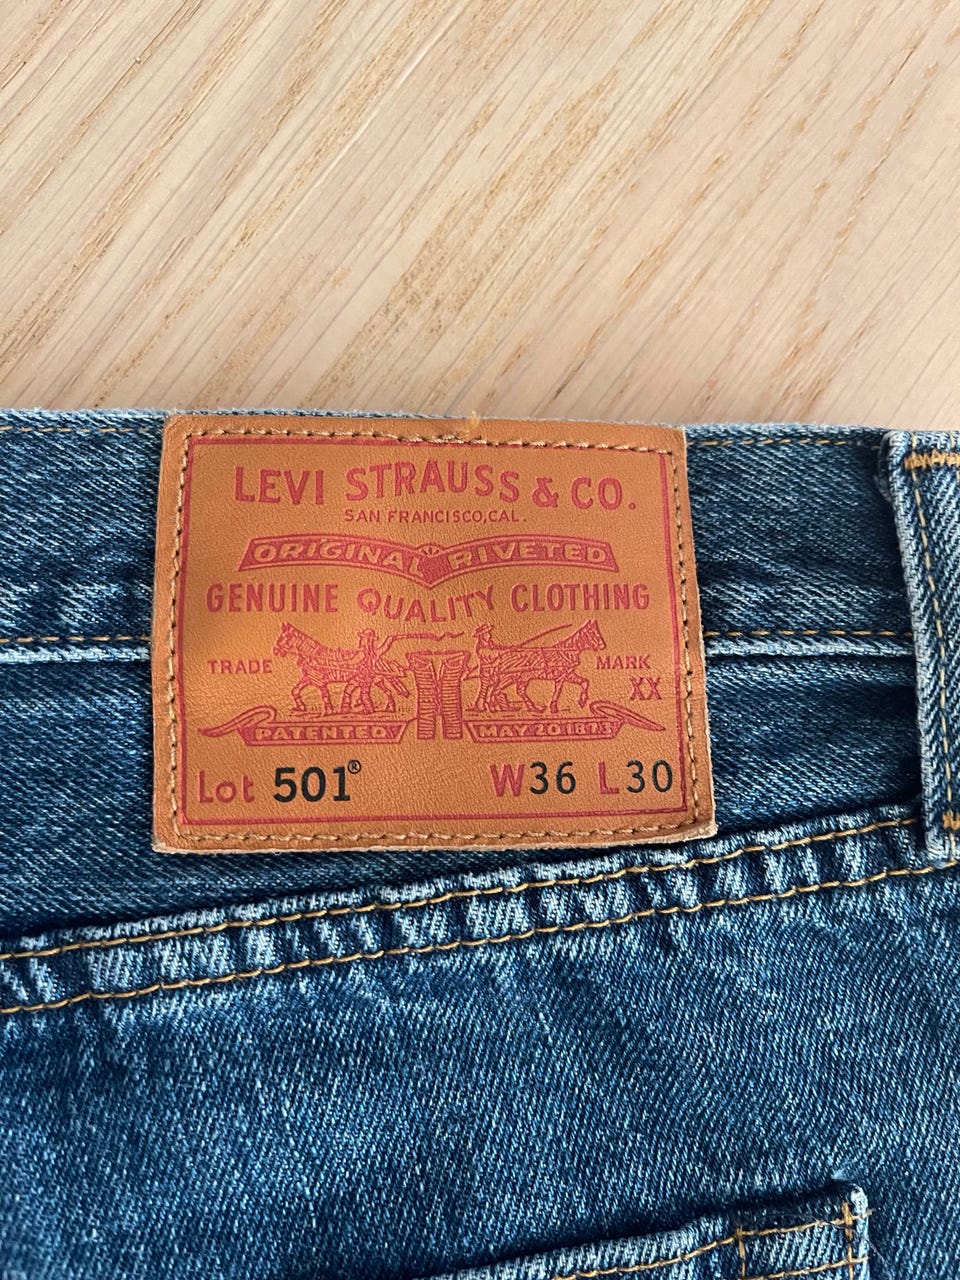 LEVI STRAUSS & CO.
SAN FRANCISCO, CAL.
ORIGINAL RIVETED
GENUINE QUALITY CLOTHING
TRADE MARK
XX
PATENTED MAY 20 1873
Lot 501® W36 L30